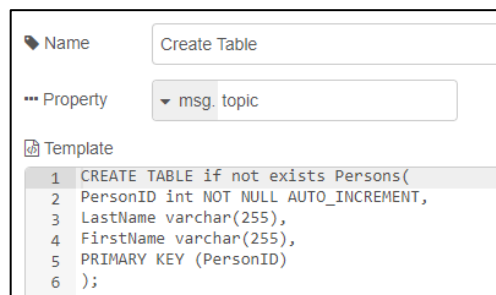 Name Create Table
Property msg. topic
Template
1 CREATE TABLE if not exists Persons(
2 PersonID int NOT NULL AUTO_INCREMENT,
3 LastName varchar(255),
4 FirstName varchar(255),
5 PRIMARY KEY (PersonID)
6 );